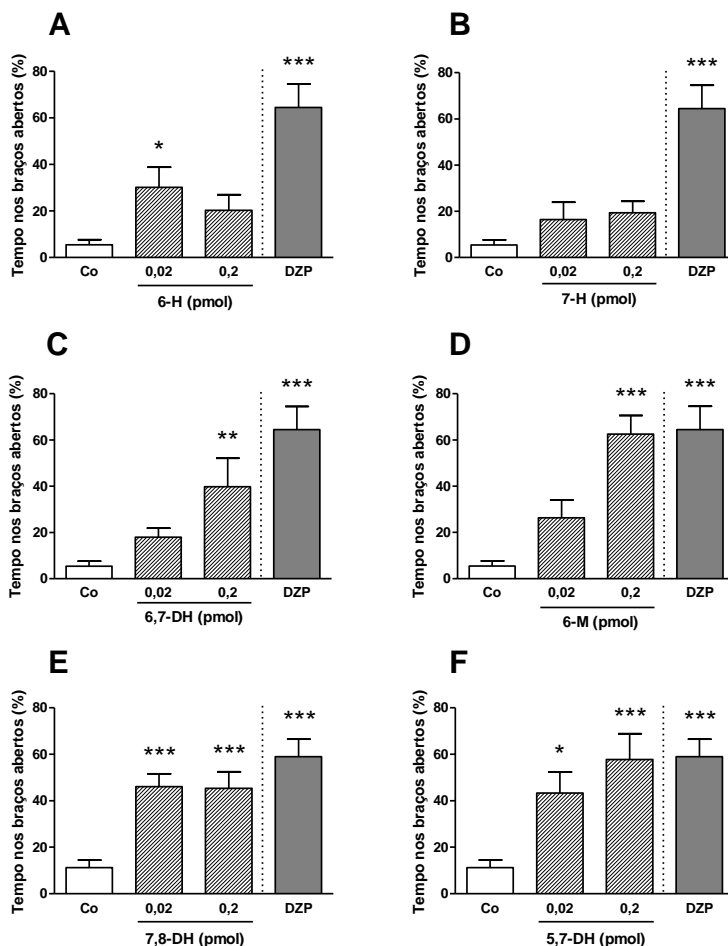 A
Tempo nos braços abertos (%)
80
60
40
20
0
*
***
Co
0,02
0,2
DZP
6-H (pmol)
B
Tempo nos braços abertos (%)
80
60
40
20
0
***
Co
0,02
0,2
DZP
7-H (pmol)
C
Tempo nos braços abertos (%)
80
60
40
20
0
**
***
Co
0,02
0,2
DZP
6,7-DH (pmol)
D
Tempo nos braços abertos (%)
80
60
40
20
0
***
***
Co
0,02
0,2
DZP
6-M (pmol)
E
Tempo nos braços abertos (%)
80
60
40
20
0
***
***
***
Co
0,02
0,2
DZP
7,8-DH (pmol)
F
Tempo nos braços abertos (%)
80
60
40
20
0
*
***
***
Co
0,02
0,2
DZP
5,7-DH (pmol)